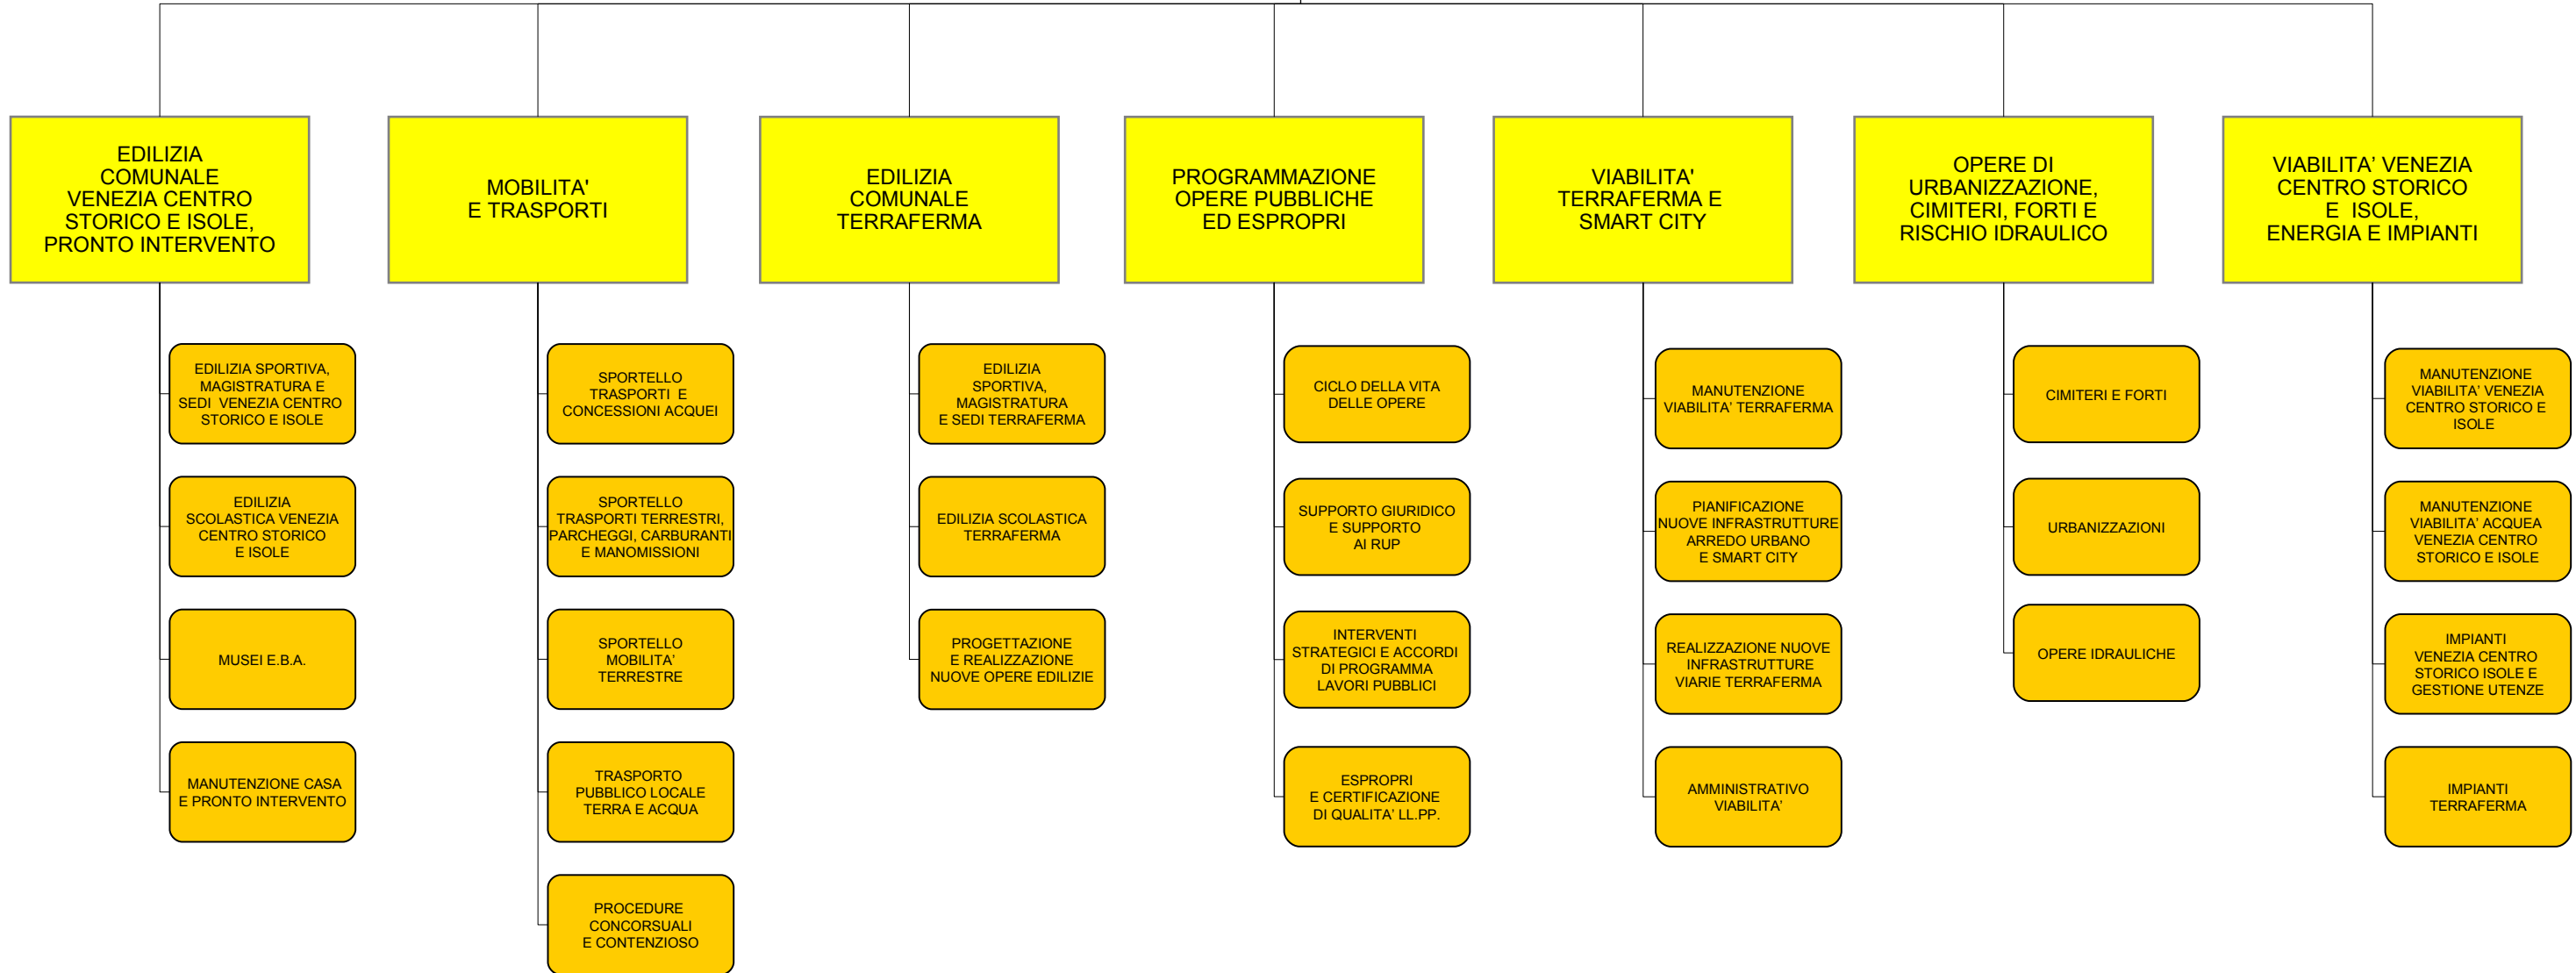 EDILIZIA
COMUNALE
VENEZIA CENTRO
STORICO E ISOLE,
PRONTO INTERVENTO
MOBILITA'
E TRASPORTI
EDILIZIA
COMUNALE
TERRAFERMA
PROGRAMMAZIONE
OPERE PUBBLICHE
ED ESPROPRI
VIABILITA'
TERRAFERMA E
SMART CITY
OPERE DI
URBANIZZAZIONE,
CIMITERI, FORTI E
RISCHIO IDRAULICO
VIABILITA’ VENEZIA
CENTRO STORICO
E ISOLE,
ENERGIA E IMPIANTI
EDILIZIA SPORTIVA,
MAGISTRATURA E
SEDI VENEZIA CENTRO
STORICO E ISOLE
EDILIZIA
SCOLASTICA VENEZIA
CENTRO STORICO
E ISOLE
MUSEI E.B.A.
MANUTENZIONE CASA
E PRONTO INTERVENTO
SPORTELLO
TRASPORTI E
CONCESSIONI ACQUEI
SPORTELLO
TRASPORTI TERRESTRI,
PARCHEGGI, CARBURANTI
E MANOMISSIONI
SPORTELLO
MOBILITA’
TERRESTRE
TRASPORTO
PUBBLICO LOCALE
TERRA E ACQUA
PROCEDURE
CONCORSUALI
E CONTENZIOSO
EDILIZIA
SPORTIVA,
MAGISTRATURA
E SEDI TERRAFERMA
EDILIZIA SCOLASTICA
TERRAFERMA
PROGETTAZIONE
E REALIZZAZIONE
NUOVE OPERE EDILIZIE
CICLO DELLA VITA
DELLE OPERE
SUPPORTO GIURIDICO
E SUPPORTO
AI RUP
INTERVENTI
STRATEGICI E ACCORDI
DI PROGRAMMA
LAVORI PUBBLICI
ESPROPRI
E CERTIFICAZIONE
DI QUALITA’ LL.PP.
MANUTENZIONE
VIABILITA’ TERRAFERMA
PIANIFICAZIONE
NUOVE INFRASTRUTTURE
ARREDO URBANO
E SMART CITY
REALIZZAZIONE NUOVE
INFRASTRUTTURE
VIARIE TERRAFERMA
AMMINISTRATIVO
VIABILITA’
CIMITERI E FORTI
URBANIZZAZIONI
OPERE IDRAULICHE
MANUTENZIONE
VIABILITA’ VENEZIA
CENTRO STORICO E
ISOLE
MANUTENZIONE
VIABILITA’ ACQUEA
VENEZIA CENTRO
STORICO E ISOLE
IMPIANTI
VENEZIA CENTRO
STORICO ISOLE E
GESTIONE UTENZE
IMPIANTI
TERRAFERMA